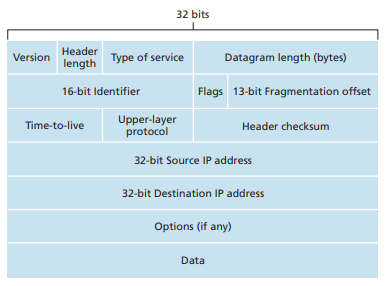 32 bits
Version
Header
length
Type of service
Datagram length (bytes)
16-bit Identifier
Flags
13-bit Fragmentation offset
Time-to-live
Upper-layer
protocol
Header checksum
32-bit Source IP address
32-bit Destination IP address
Options (if any)
Data